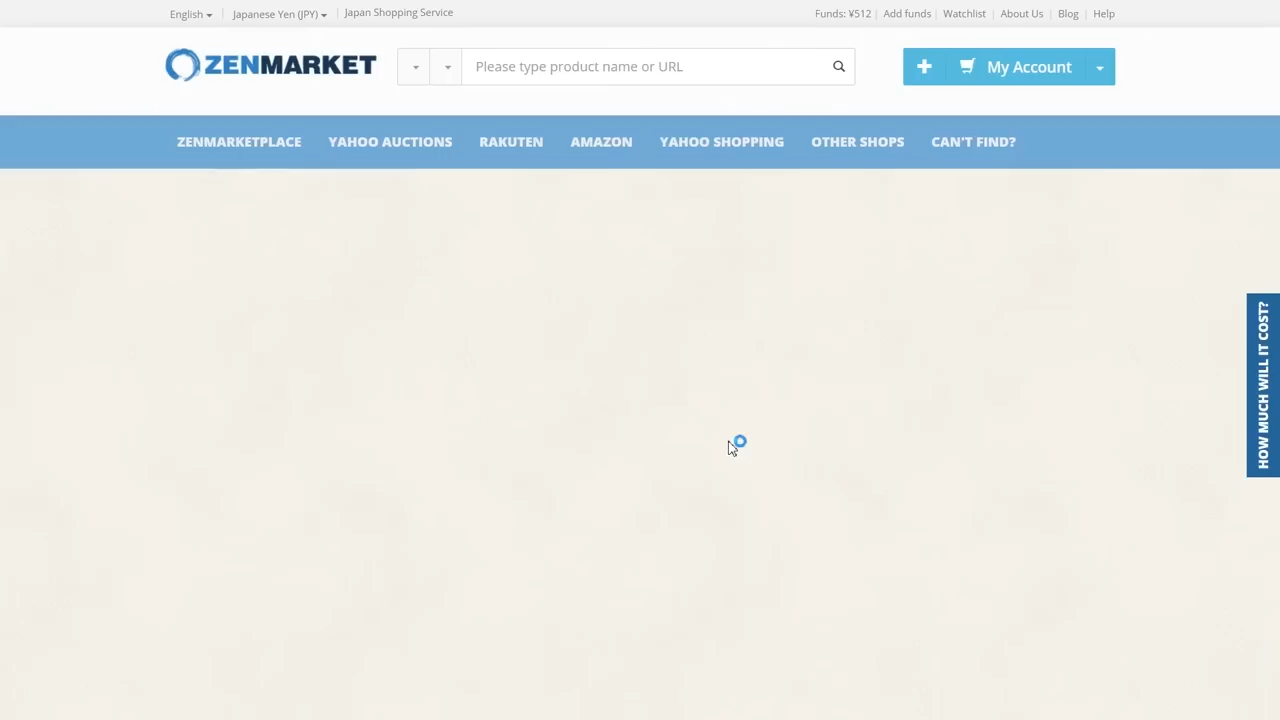 English
Japanese Yen (JPY)
Japan Shopping Service
Funds: ¥512
Add funds
Watchlist
About Us
Blog
Help
ZENMARKET
Please type product name or URL
My Account
ZENMARKETPLACE
YAHOO AUCTIONS
RAKUTEN
AMAZON
YAHOO SHOPPING
OTHER SHOPS
CAN'T FIND?
HOW MUCH WILL IT COST?